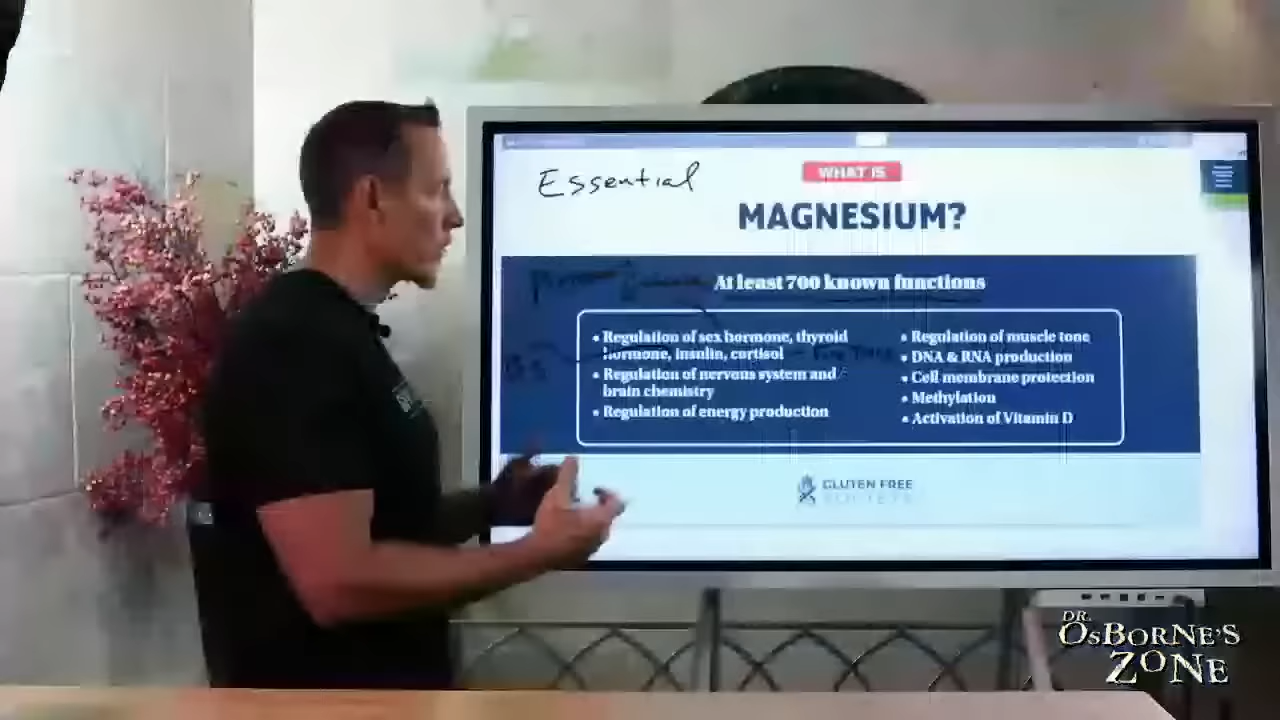 Essential
WHAT IS
MAGNESIUM?
At least 700 known functions
• Regulation of sex hormone, thyroid
hormone, insulin, cortisol
• Regulation of nervous system and
brain chemistry
• Regulation of energy production
• Regulation of muscle tone
• DNA & RNA production
• Cell membrane protection
• Methylation
• Activation of Vitamin D
GLUTEN FREE
SOCIETY
DR.
OSBORNE'S
ZONE